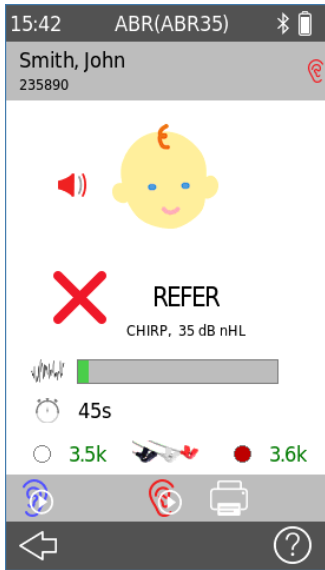 15:42 ABR(ABR35)
Smith, John
235890
REFER
CHIRP, 35 dB nHL
45s
3.5k 3.6k
?